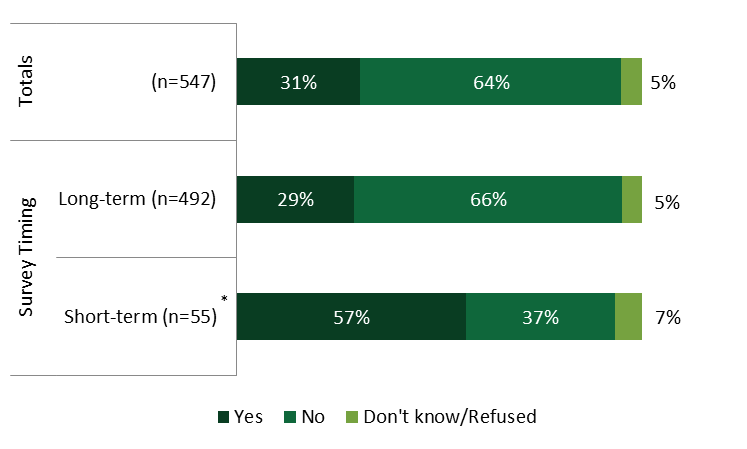 Totals
(n=547)
31%
64%
5%
Survey Timing
Long-term (n=492)
29%
66%
5%
Short-term (n=55)*
57%
37%
7%
Yes No Don't know/Refused